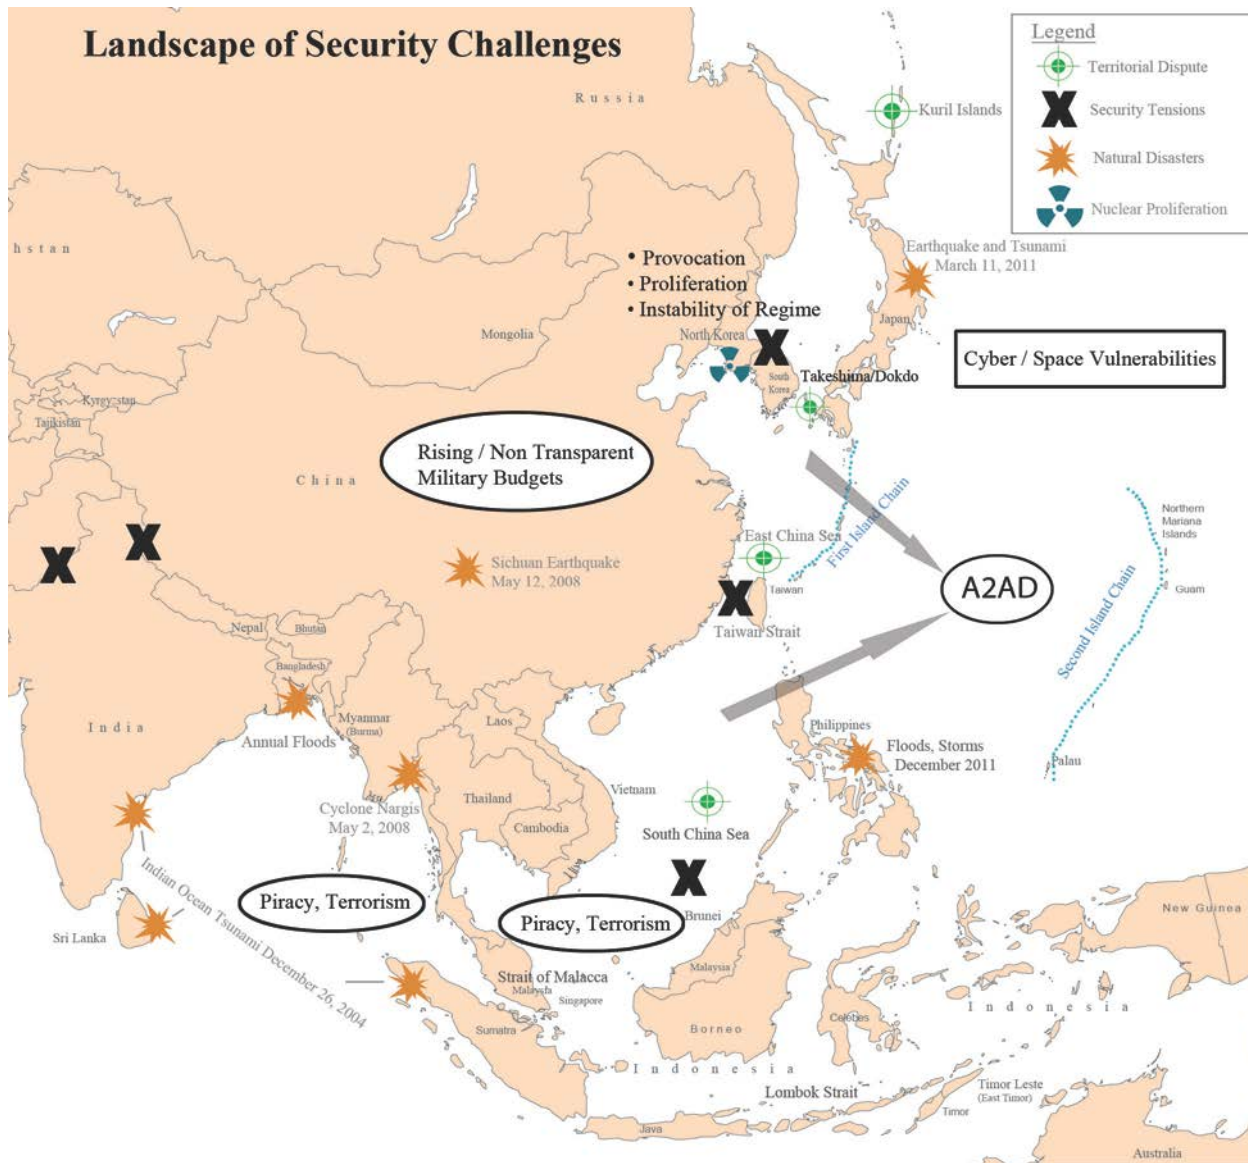 Landscape of Security Challenges
Legend
Territorial Dispute
Security Tensions
Natural Disasters
Nuclear Proliferation
Russia
Kuril Islands
hstan
Earthquake and Tsunami
March 11, 2011
• Provocation
• Proliferation
• Instability of Regime
Mongolia
North Korea
Japan
Cyber / Space Vulnerabilities
South
Korea
Takeshima/Dokdo
Kyrgyzstan
Tajikistan
Rising / Non Transparent
Military Budgets
China
First Island Chain
Northern
Mariana
Islands
East China Sea
Sichuan Earthquake
May 12, 2008
A2AD
Taiwan
Guam
Taiwan Strait
Nepal
Bhutan
Second Island Chain
Bangladesh
India
Myanmar
(Burma)
Laos
Annual Floods
Philippines
Floods, Storms
December 2011
Palau
Vietnam
Thailand
Cyclone Nargis
May 2, 2008
Cambodia
South China Sea
Indian Ocean Tsunami December 26, 2004
Piracy, Terrorism
Piracy, Terrorism
Brunei
New Guinea
Sri Lanka
Malaysia
Strait of Malacca
Malaysia
Singapore
Indonesia
Sumatra
Borneo
Celebes
Indonesia
Lombok Strait
Timor Leste
(East Timor)
Timor
Java
Australia